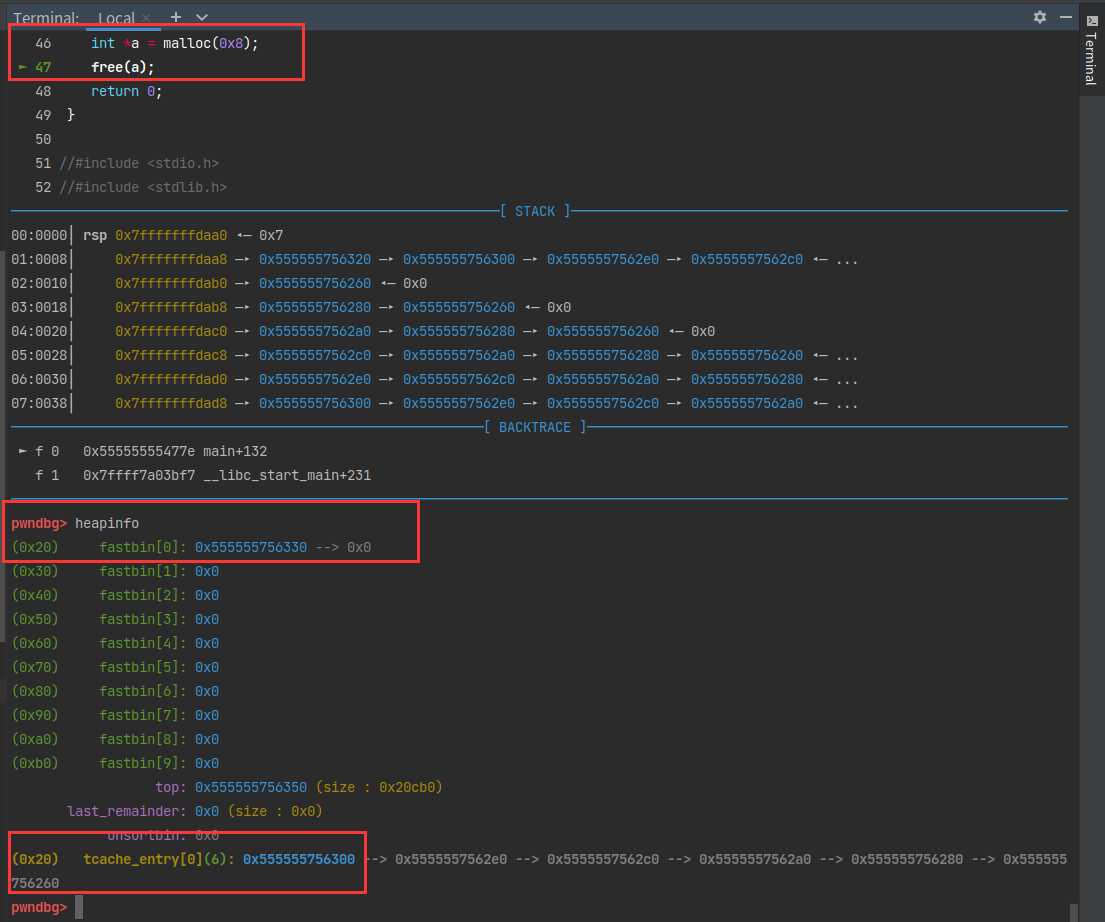 Terminal: Local × + ⌄
Terminal
46 int *a = malloc(0x8);
► 47 free(a);
48 return 0;
49 }
50
51 //#include <stdio.h>
52 //#include <stdlib.h>
[ STACK ]
00:0000│ rsp 0x7fffffffdaa0 ◂— 0x7
01:0008│ 0x7fffffffdaa8 —▸ 0x555555756320 —▸ 0x555555756300 —▸ 0x5555557562e0 —▸ 0x5555557562c0 ◂— ...
02:0010│ 0x7fffffffdab0 —▸ 0x555555756260 ◂— 0x0
03:0018│ 0x7fffffffdab8 —▸ 0x555555756280 —▸ 0x555555756260 ◂— 0x0
04:0020│ 0x7fffffffdac0 —▸ 0x5555557562a0 —▸ 0x555555756280 —▸ 0x555555756260 ◂— 0x0
05:0028│ 0x7fffffffdac8 —▸ 0x5555557562c0 —▸ 0x5555557562a0 —▸ 0x555555756280 —▸ 0x555555756260 ◂— ...
06:0030│ 0x7fffffffdad0 —▸ 0x5555557562e0 —▸ 0x5555557562c0 —▸ 0x5555557562a0 —▸ 0x555555756280 ◂— ...
07:0038│ 0x7fffffffdad8 —▸ 0x555555756300 —▸ 0x5555557562e0 —▸ 0x5555557562c0 —▸ 0x5555557562a0 ◂— ...
[ BACKTRACE ]
► f 0 0x55555555477e main+132
f 1 0x7ffff7a03bf7 __libc_start_main+231
pwndbg> heapinfo
(0x20) fastbin[0]: 0x555555756330 --> 0x0
(0x30) fastbin[1]: 0x0
(0x40) fastbin[2]: 0x0
(0x50) fastbin[3]: 0x0
(0x60) fastbin[4]: 0x0
(0x70) fastbin[5]: 0x0
(0x80) fastbin[6]: 0x0
(0x90) fastbin[7]: 0x0
(0xa0) fastbin[8]: 0x0
(0xb0) fastbin[9]: 0x0
top: 0x555555756350 (size : 0x20cb0)
last_remainder: 0x0 (size : 0x0)
unsortbin: 0x0
(0x20) tcache_entry[0](6): 0x555555756300 --> 0x5555557562e0 --> 0x5555557562c0 --> 0x5555557562a0 --> 0x555555756280 --> 0x555555
756260
pwndbg>